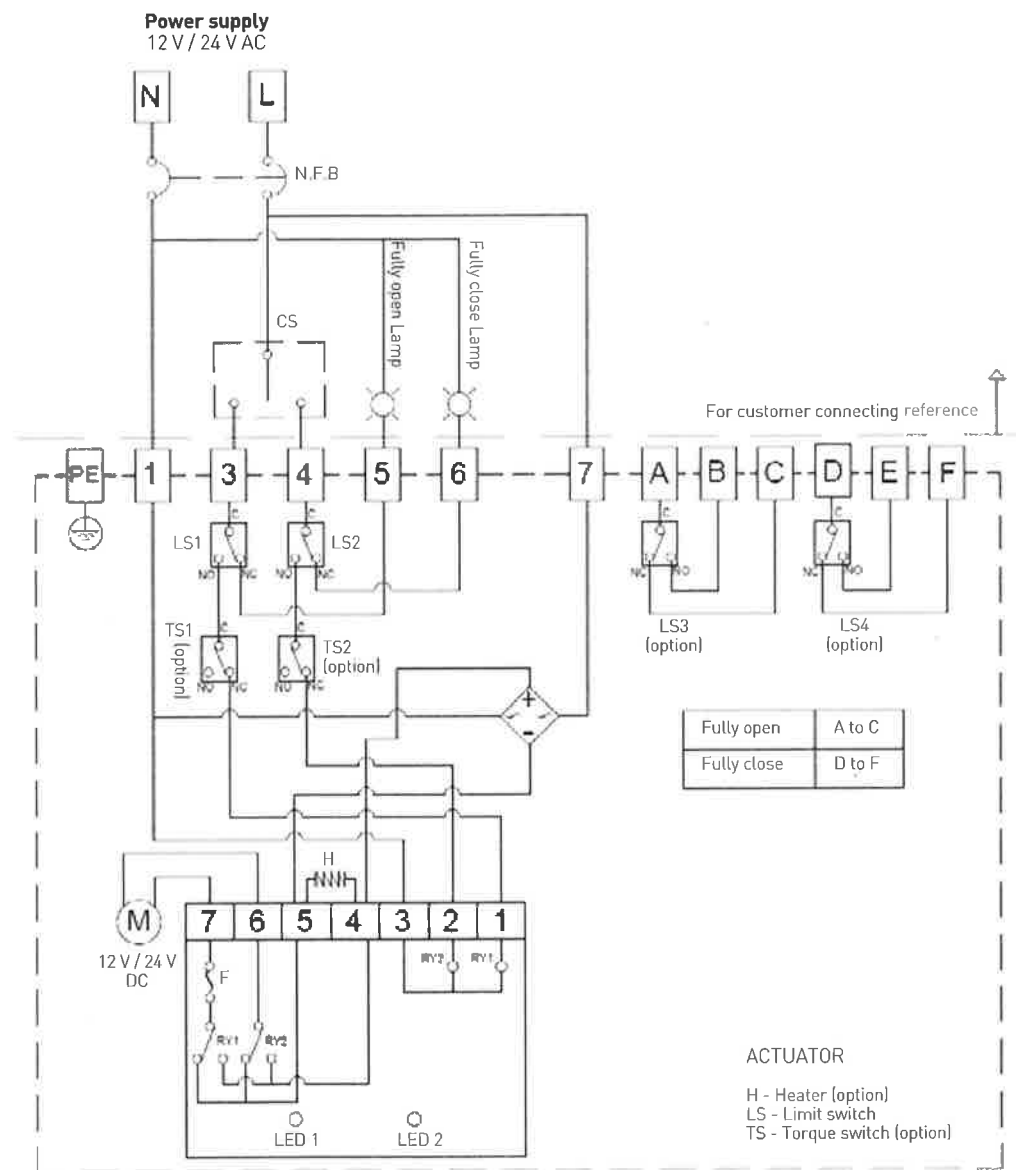 Power supply
12 V / 24 V AC
N L
N.F.B
Fully open Lamp
Fully close Lamp
CS
For customer connecting reference
PE 1 3 4 5 6 7 A B C D E F
C C C C
LS1 LS2
NO NC NO NC NC NO NC NO
LS3
(option)
LS4
(option)
C C
TS1
(option)
TS2
(option)
NO NC NO NC
+
-
Fully open A to C
Fully close D to F
H
M
12 V / 24 V
DC
7 6 5 4 3 2 1
RY2 RY1
F
RY1 RY2
LED 1 LED 2
ACTUATOR
H - Heater (option)
LS - Limit switch
TS - Torque switch (option)